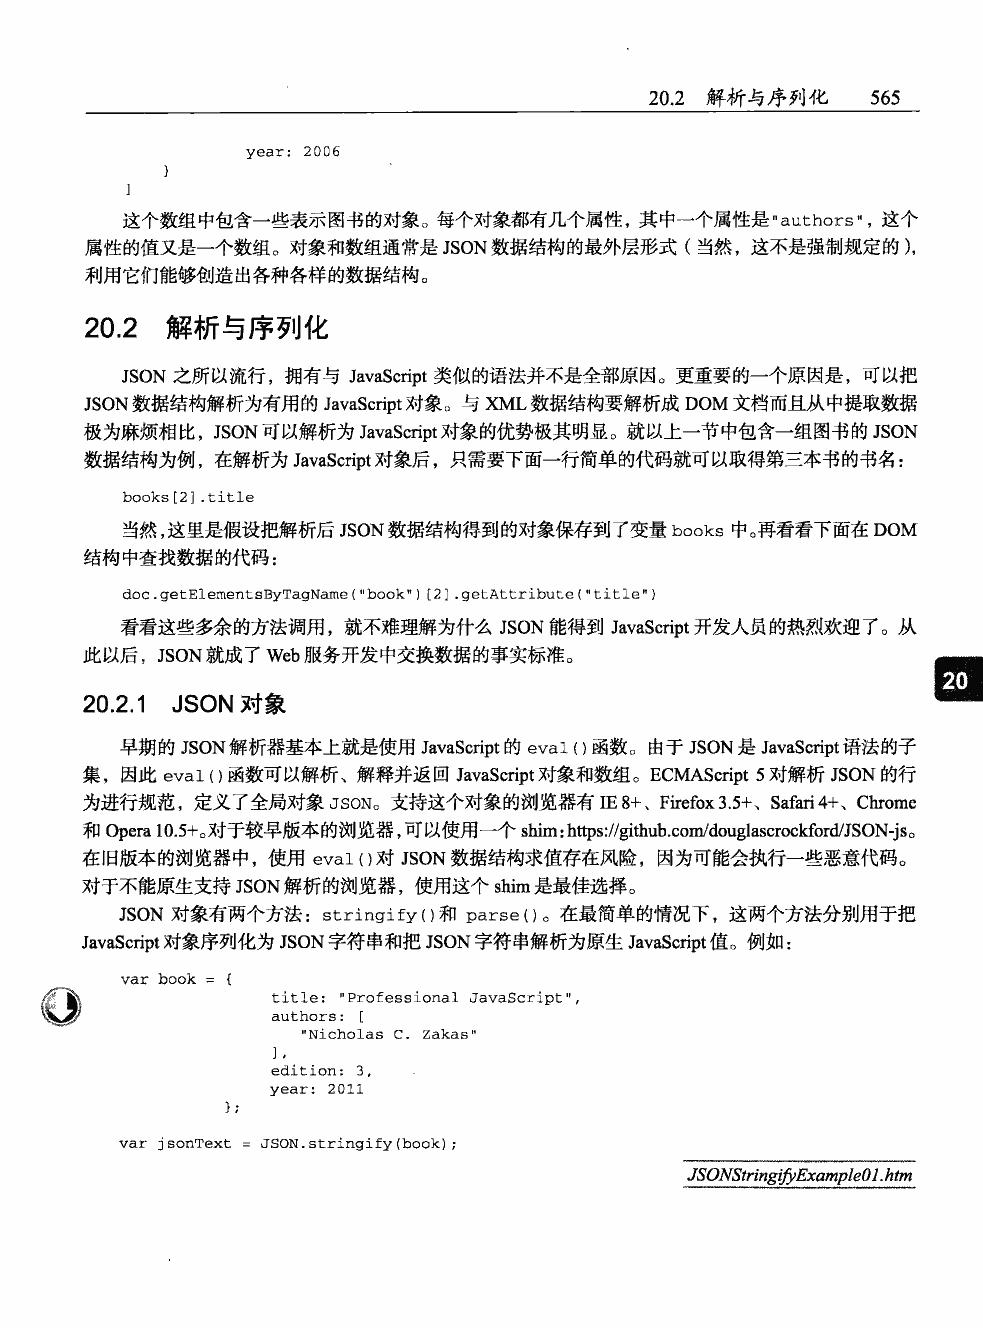 20.2 解析与序列化 565
year: 2006
}
]
这个数组中包含一些表示图书的对象。每个对象都有几个属性，其中一个属性是"authors"，这个
属性的值又是一个数组。对象和数组通常是 JSON 数据结构的最外层形式（当然，这不是强制规定的），
利用它们能够创造出各种各样的数据结构。
20.2 解析与序列化
JSON 之所以流行，拥有与 JavaScript 类似的语法并不是全部原因。更重要的一个原因是，可以把
JSON 数据结构解析为有用的 JavaScript 对象。与 XML 数据结构要解析成 DOM 文档而且从中提取数据
极为麻烦相比，JSON 可以解析为 JavaScript 对象的优势极其明显。就以上一节中包含一组图书的 JSON
数据结构为例，在解析为 JavaScript 对象后，只需要下面一行简单的代码就可以取得第三本书的书名：
books[2].title
当然，这里是假设把解析后 JSON 数据结构得到的对象保存到了变量 books 中。再看看下面在 DOM
结构中查找数据的代码：
doc.getElementsByTagName("book")[2].getAttribute("title")
看看这些多余的方法调用，就不难理解为什么 JSON 能得到 JavaScript 开发人员的热烈欢迎了。从
此以后，JSON 就成了 Web 服务开发中交换数据的事实标准。
20
20.2.1 JSON 对象
早期的 JSON 解析器基本上就是使用 JavaScript 的 eval()函数。由于 JSON 是 JavaScript 语法的子
集，因此 eval()函数可以解析、解释并返回 JavaScript 对象和数组。ECMAScript 5 对解析 JSON 的行
为进行规范，定义了全局对象 JSON。支持这个对象的浏览器有 IE 8+、Firefox 3.5+、Safari 4+、Chrome
和 Opera 10.5+。对于较早版本的浏览器，可以使用一个 shim：https://github.com/douglascrockford/JSON-js。
在旧版本的浏览器中，使用 eval()对 JSON 数据结构求值存在风险，因为可能会执行一些恶意代码。
对于不能原生支持 JSON 解析的浏览器，使用这个 shim 是最佳选择。
JSON 对象有两个方法：stringify()和 parse()。在最简单的情况下，这两个方法分别用于把
JavaScript 对象序列化为 JSON 字符串和把 JSON 字符串解析为原生 JavaScript 值。例如：
var book = {
title: "Professional JavaScript",
authors: [
"Nicholas C. Zakas"
],
edition: 3,
year: 2011
};
var jsonText = JSON.stringify(book);
JSONStringifyExample01.htm